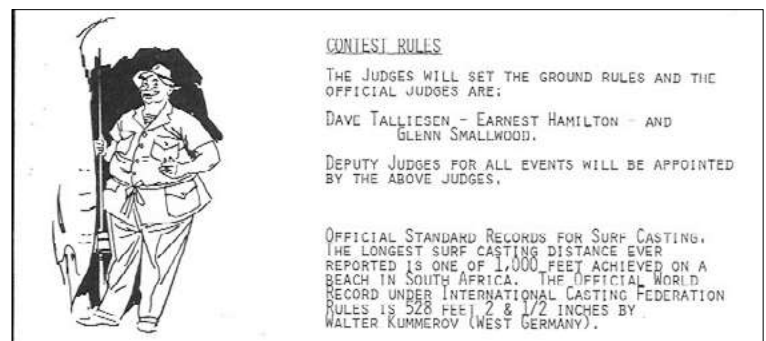 CONTEST RULES
THE JUDGES WILL SET THE GROUND RULES AND THE
OFFICIAL JUDGES ARE:
DAVE TALLIESEN - EARNEST HAMILTON - AND
GLENN SMALLWOOD.
DEPUTY JUDGES FOR ALL EVENTS WILL BE APPOINTED
BY THE ABOVE JUDGES.
OFFICIAL STANDARD RECORDS FOR SURF CASTING.
THE LONGEST SURF CASTING DISTANCE EVER
REPORTED IS ONE OF 1,000 FEET ACHIEVED ON A
BEACH IN SOUTH AFRICA. THE OFFICIAL WORLD
RECORD UNDER INTERNATIONAL CASTING FEDERATION
RULES IS 528 FEET 2 & 1/2 INCHES BY
WALTER KUMMEROV (WEST GERMANY).